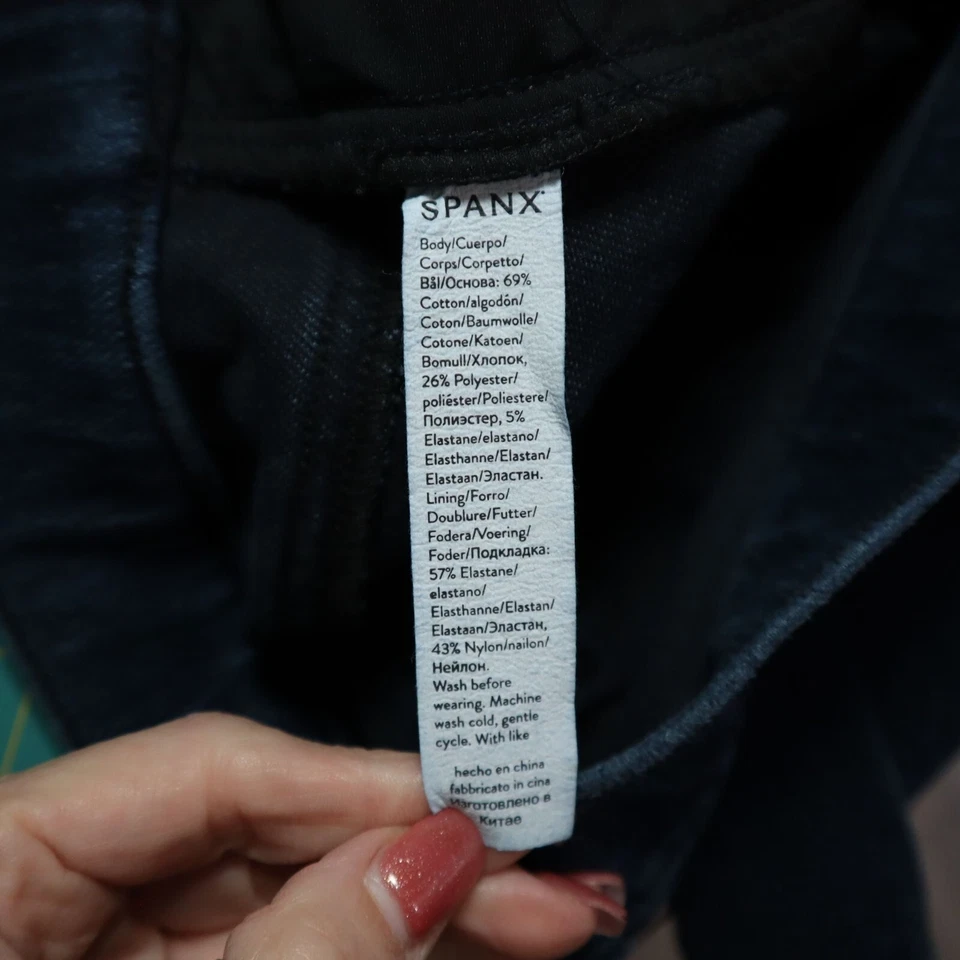 SPANX
Body/Cuerpo/
Corps/Corpetto/
Bål/Основа: 69%
Cotton/algodón/
Coton/Baumwolle/
Cotone/Katoen/
Bomull/Хлопок,
26% Polyester/
poliéster/Poliestere/
Полиэстер, 5%
Elastane/elastano/
Elasthanne/Elastan/
Elastaan/Эластан.
Lining/Forro/
Doublure/Futter/
Fodera/Voering/
Foder/Подкладка:
57% Elastane/
elastano/
Elasthanne/Elastan/
Elastaan/Эластан,
43% Nylon/nailon/
Нейлон.
Wash before
wearing. Machine
wash cold, gentle
cycle. With like
hecho en china
fabbricato in cina
Изготовлено в
Китае